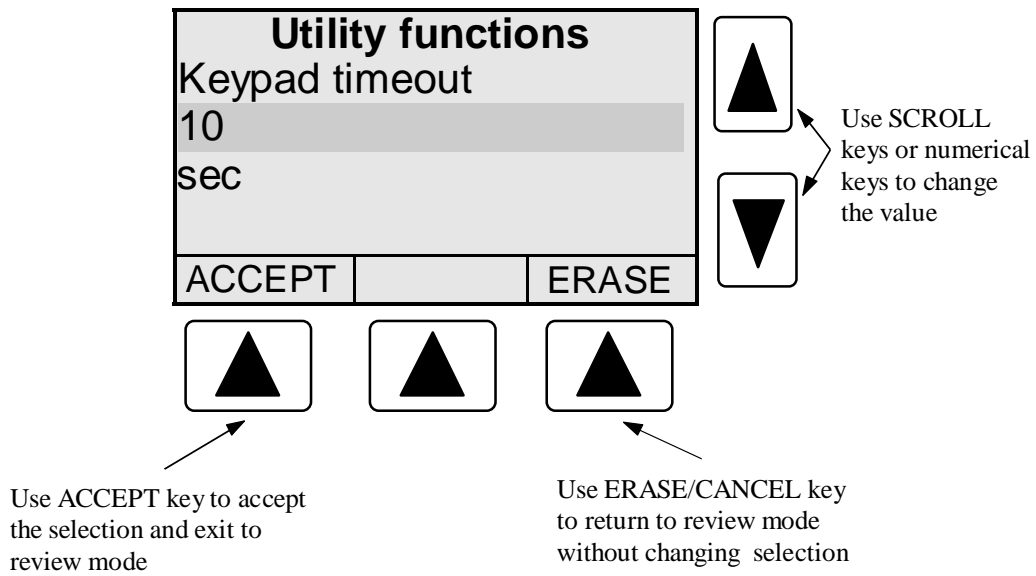 Utility functions
Keypad timeout
10
sec
ACCEPT
ERASE
Use SCROLL
keys or numerical
keys to change
the value
Use ACCEPT key to accept
the selection and exit to
review mode
Use ERASE/CANCEL key
to return to review mode
without changing selection